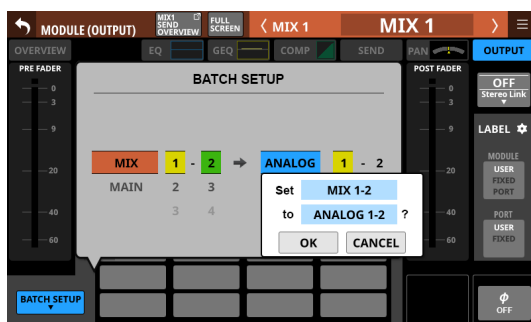 MODULE (OUTPUT)
MIX1
SEND
OVERVIEW
FULL
SCREEN
MIX 1
MIX 1
OVERVIEW
EQ
GEQ
COMP
SEND
PAN
OUTPUT
PRE FADER
0
3
9
20
40
60
BATCH SETUP
MIX 1 - 2 ANALOG 1 - 2
MAIN 2 3
3 4
Set MIX 1-2
to ANALOG 1-2 ?
OK CANCEL
POST FADER
0
3
9
20
40
60
OFF
Stereo Link
LABEL
MODULE
USER
FIXED
PORT
PORT
USER
FIXED
BATCH SETUP
Φ
OFF